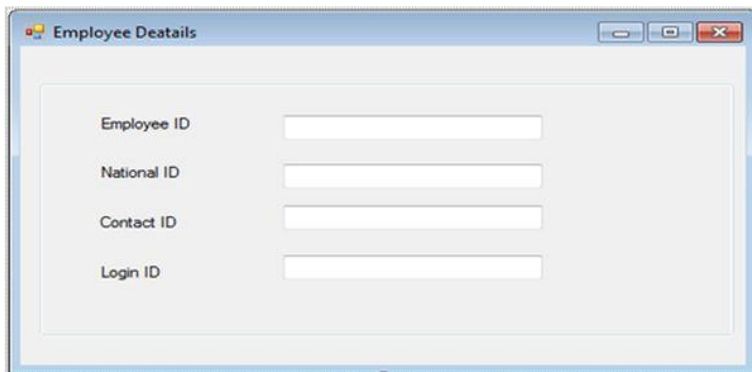 Employee Deatails
Employee ID
National ID
Contact ID
Login ID